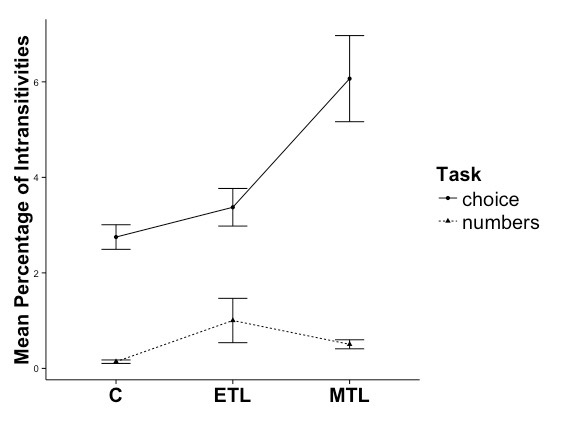 Mean Percentage of Intransitivities
6
4
2
0
C ETL MTL
Task
choice
numbers